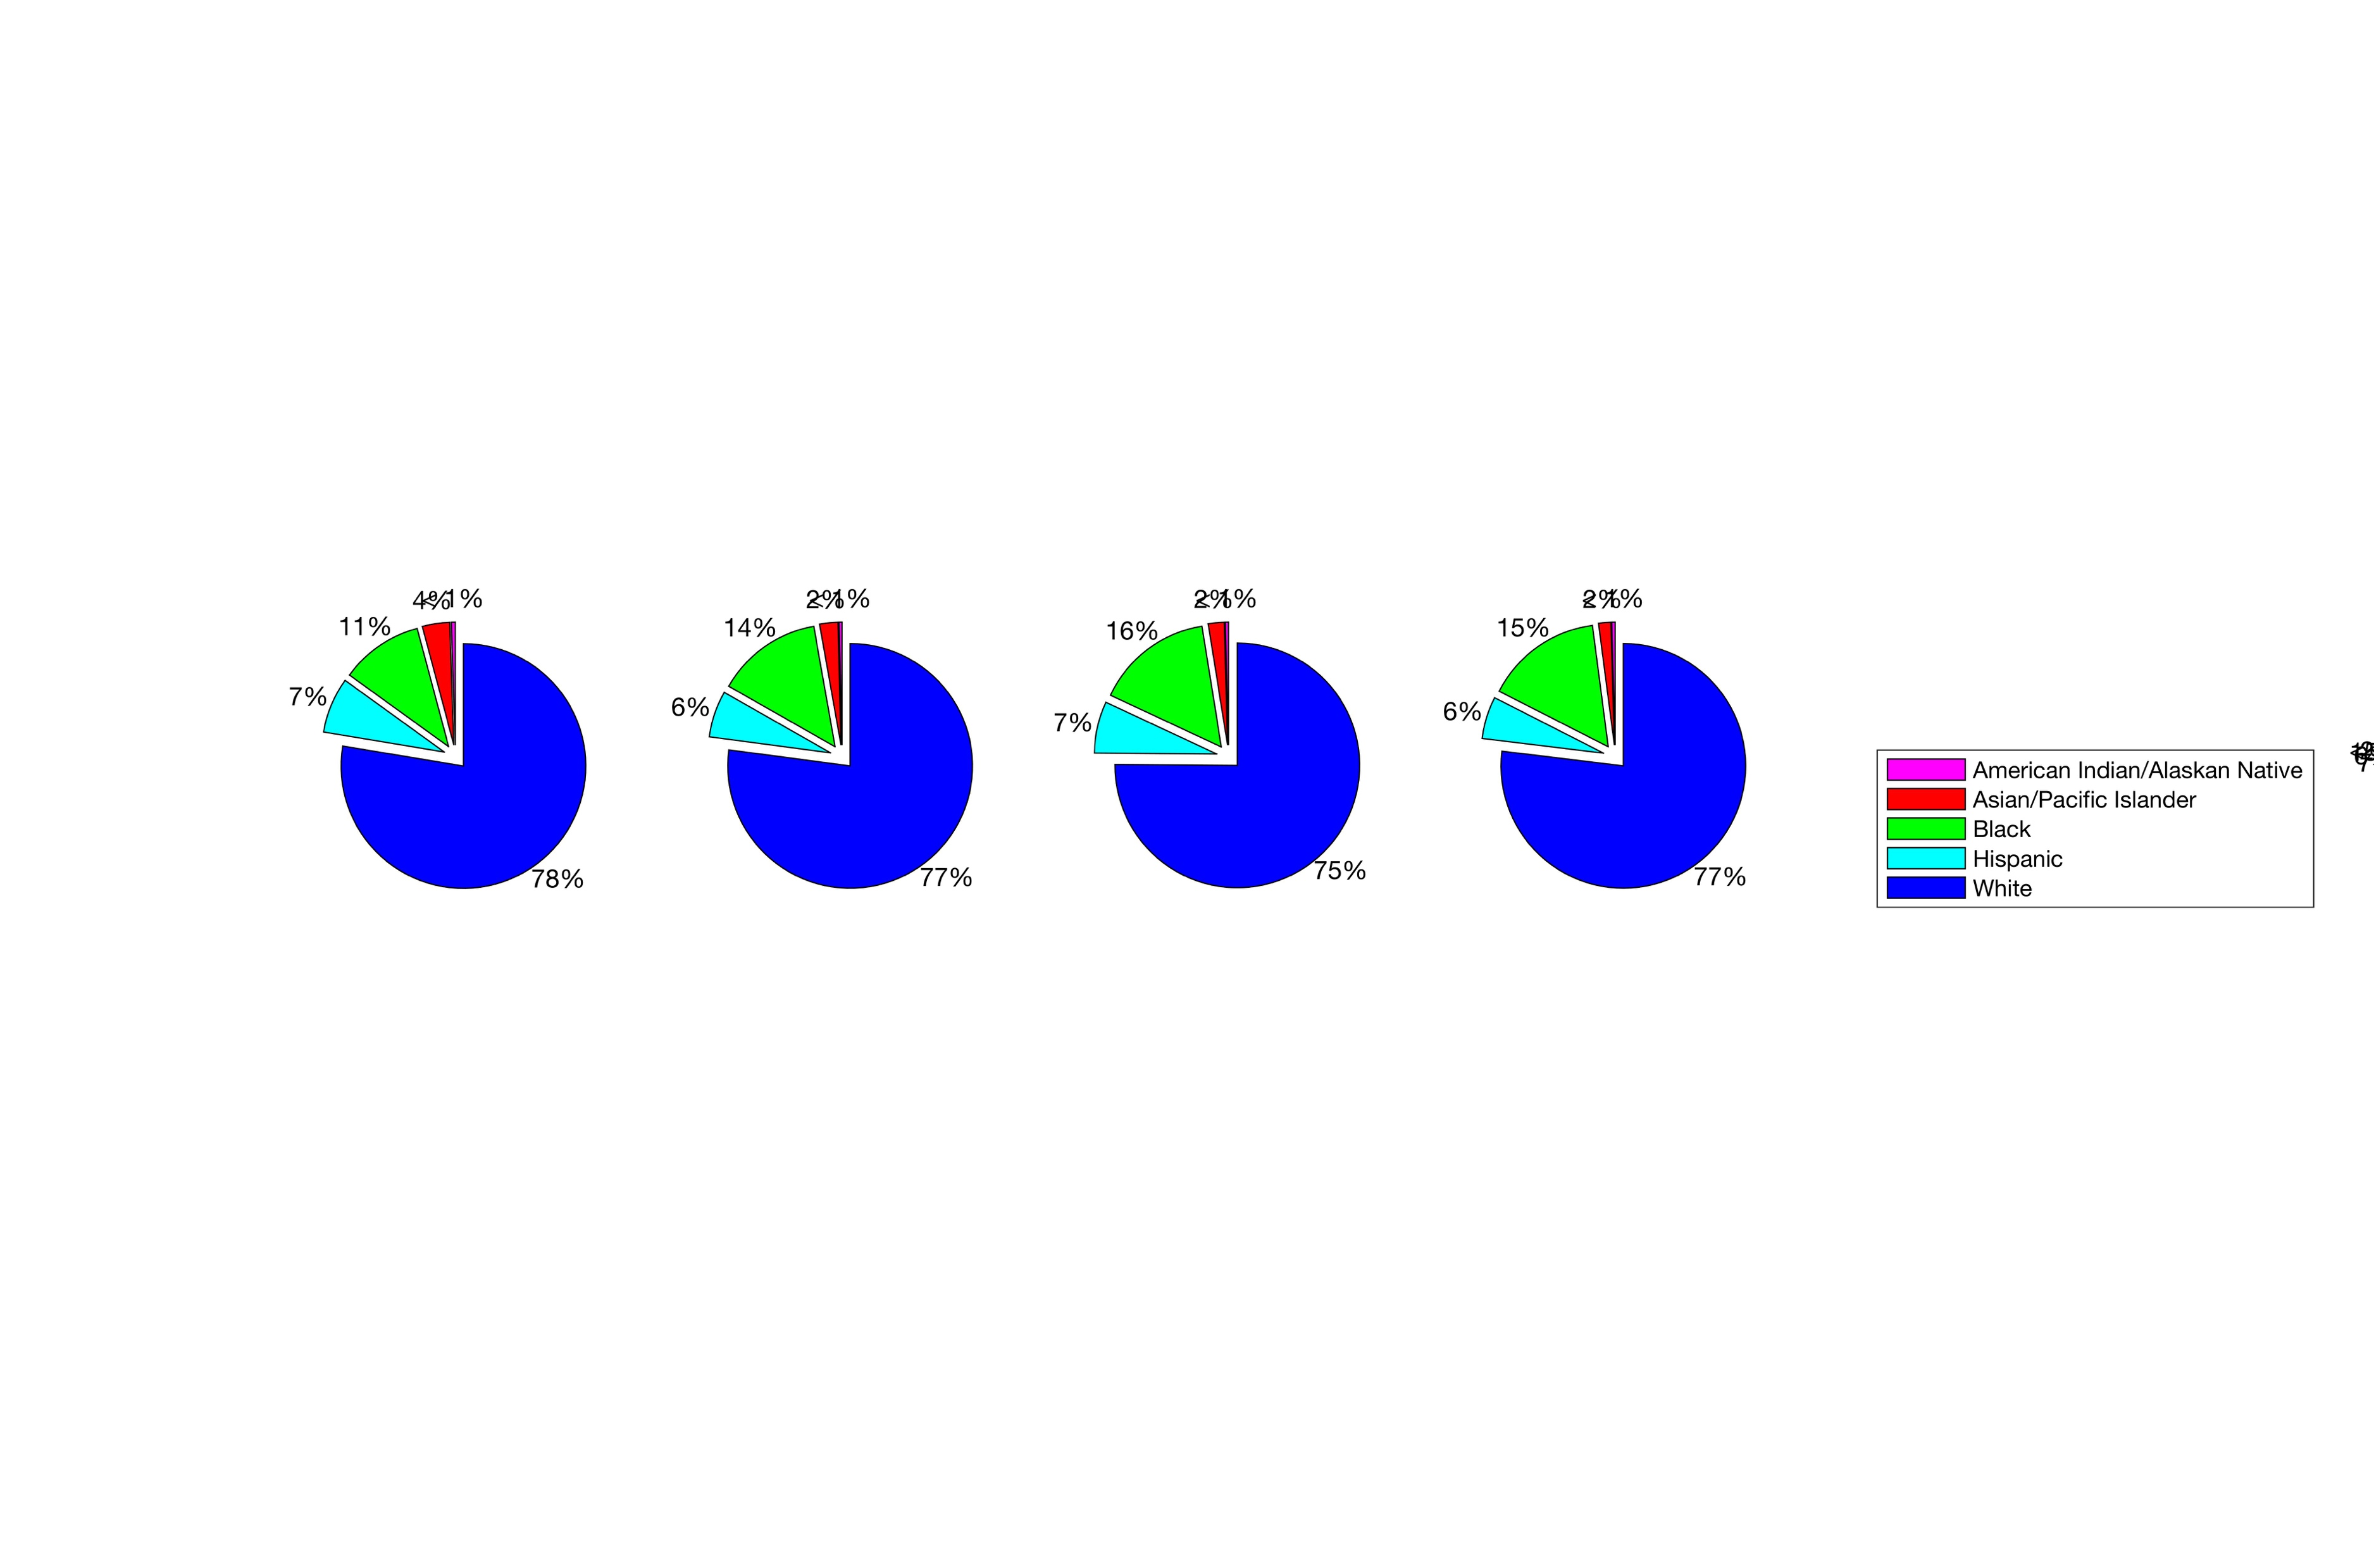 4% < 1%
11%
7%
78%
2% < 1%
14%
6%
77%
2% < 1%
16%
7%
75%
2% < 1%
15%
6%
77%
American Indian/Alaskan Native
Asian/Pacific Islander
Black
Hispanic
White